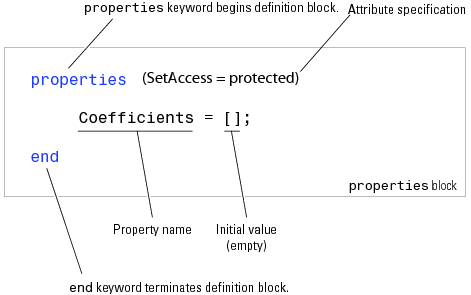 properties keyword begins definition block. Attribute specification
properties (SetAccess = protected)
Coefficients = [];
end
properties block
Property name Initial value
(empty)
end keyword terminates definition block.